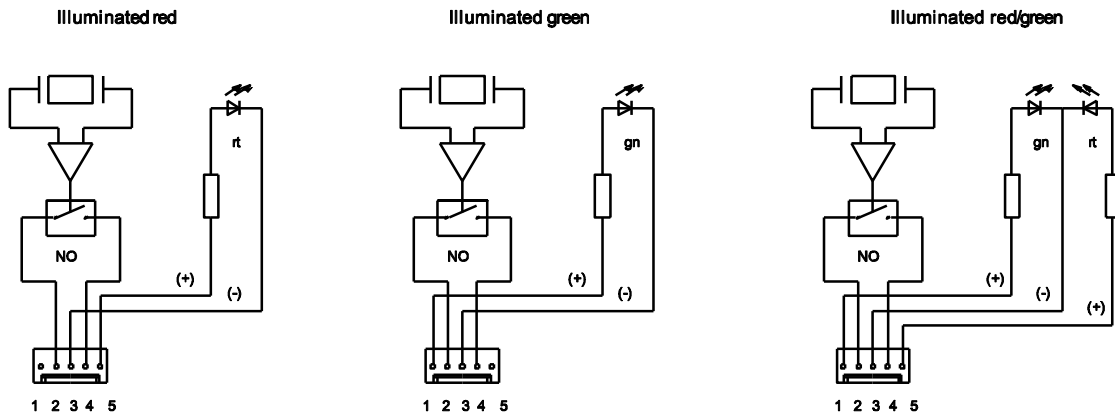 Illuminated red
Illuminated green
Illuminated red/green
rt
gn
gn
rt
NO
NO
NO
(+)
(-)
(+)
(-)
(+)
(-)
(+)
1 2 3 4 5
1 2 3 4 5
1 2 3 4 5